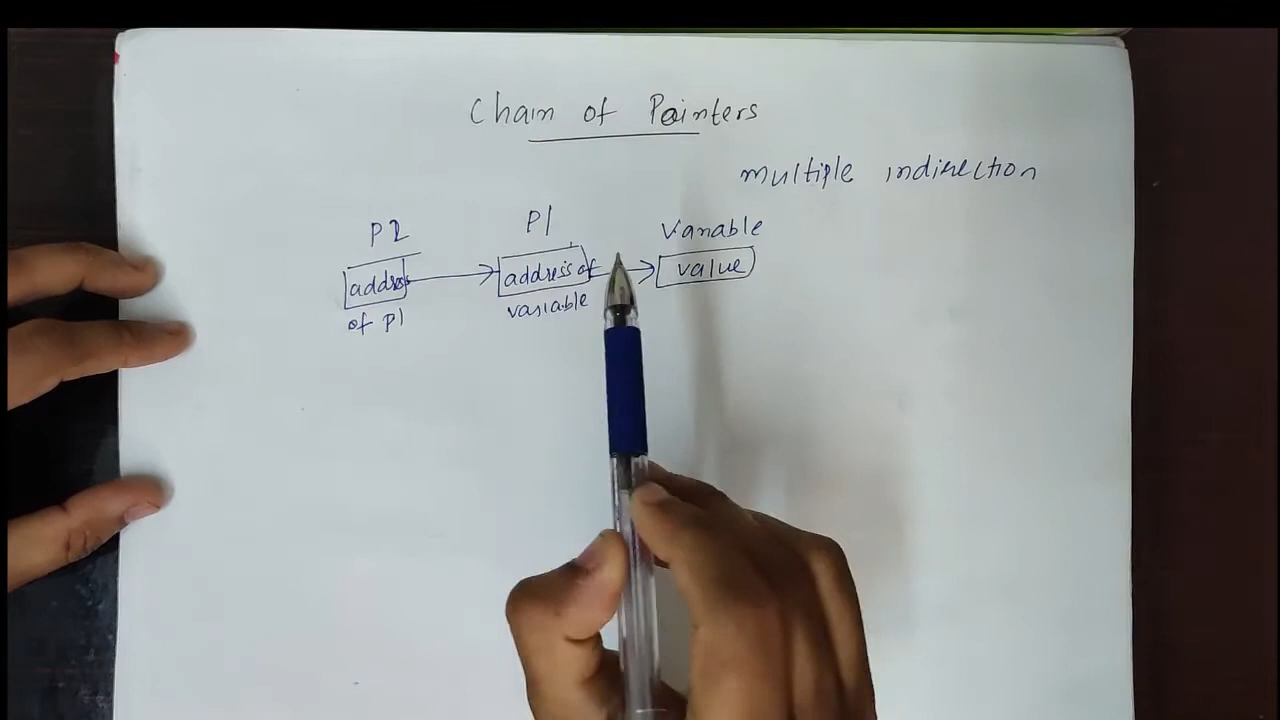 Chain of Pointers
multiple indirection
P2 P1 Variable
address address of value
of P1 variable